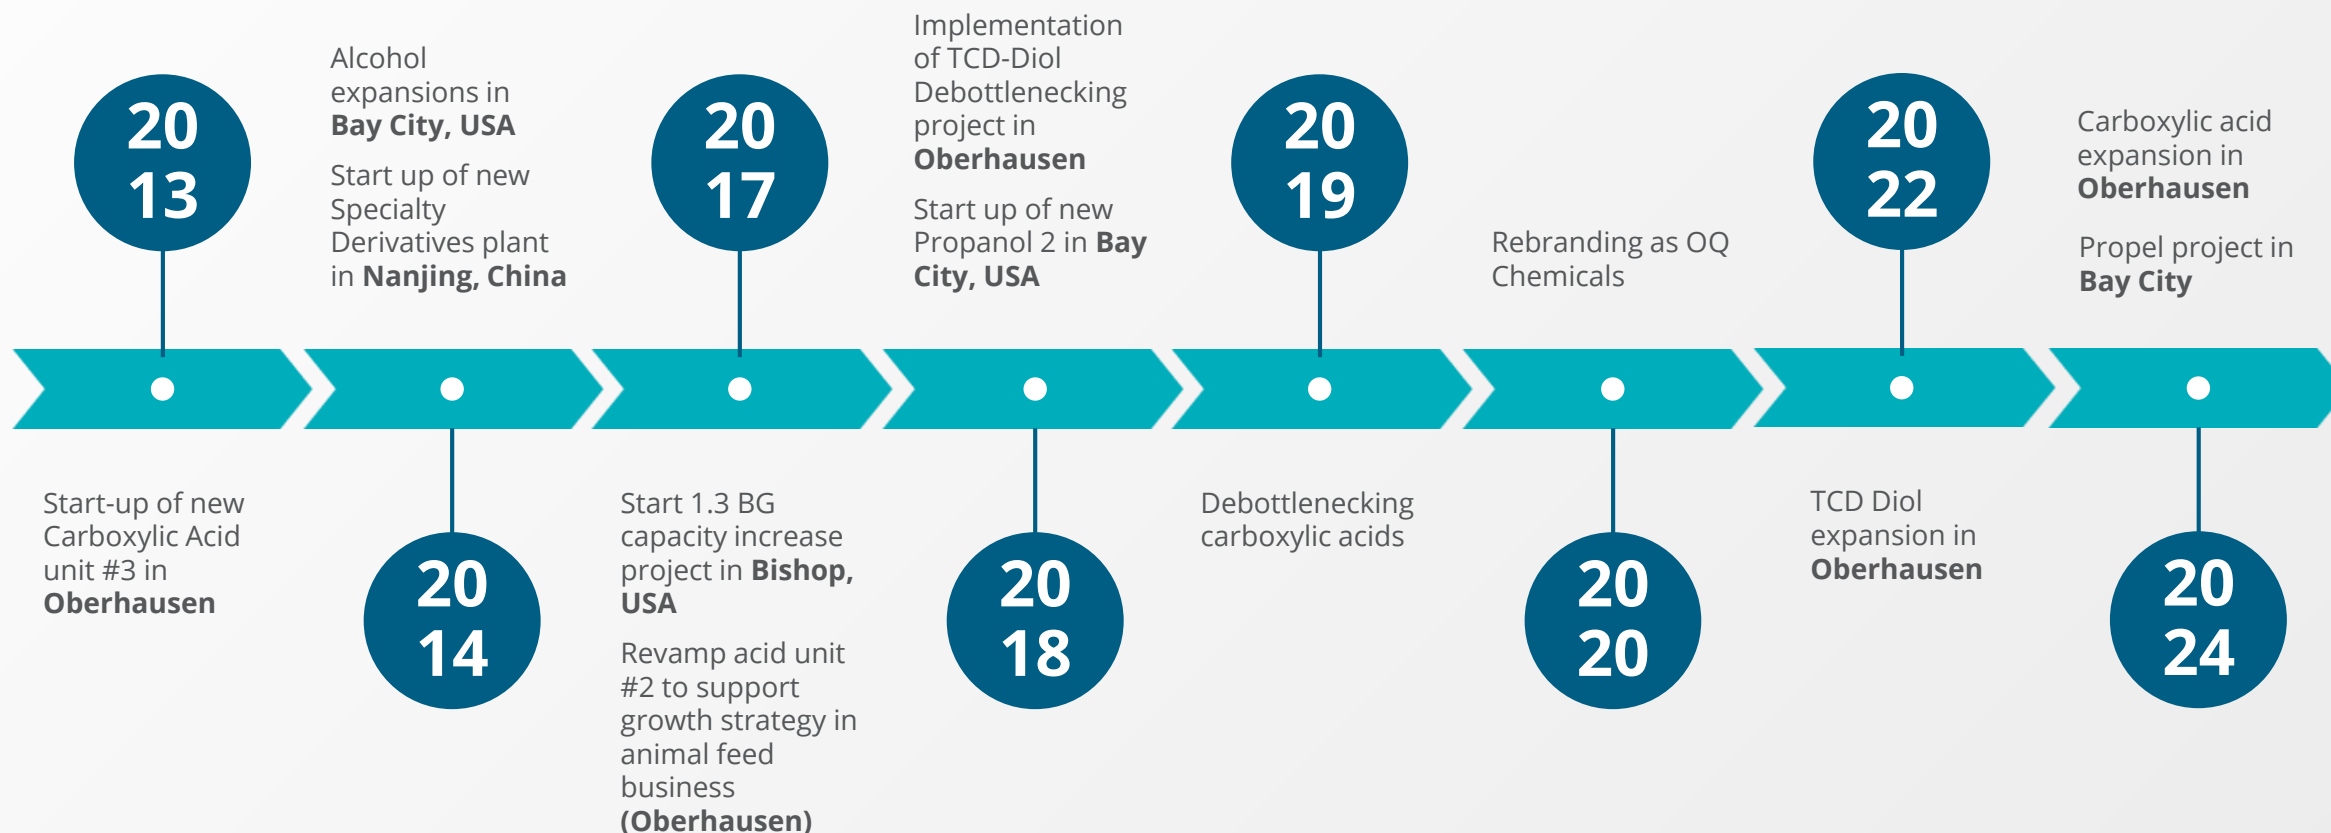 20
13
Start-up of new
Carboxylic Acid
unit #3 in
Oberhausen
Alcohol
expansions in
Bay City, USA
Start up of new
Specialty
Derivatives plant
in Nanjing, China
20
14
20
17
Start 1.3 BG
capacity increase
project in Bishop,
USA
Revamp acid unit
#2 to support
growth strategy in
animal feed
business
(Oberhausen)
Implementation
of TCD-Diol
Debottlenecking
project in
Oberhausen
Start up of new
Propanol 2 in Bay
City, USA
20
18
20
19
Debottlenecking
carboxylic acids
Rebranding as OQ
Chemicals
20
20
20
22
TCD Diol
expansion in
Oberhausen
Carboxylic acid
expansion in
Oberhausen
Propel project in
Bay City
20
24